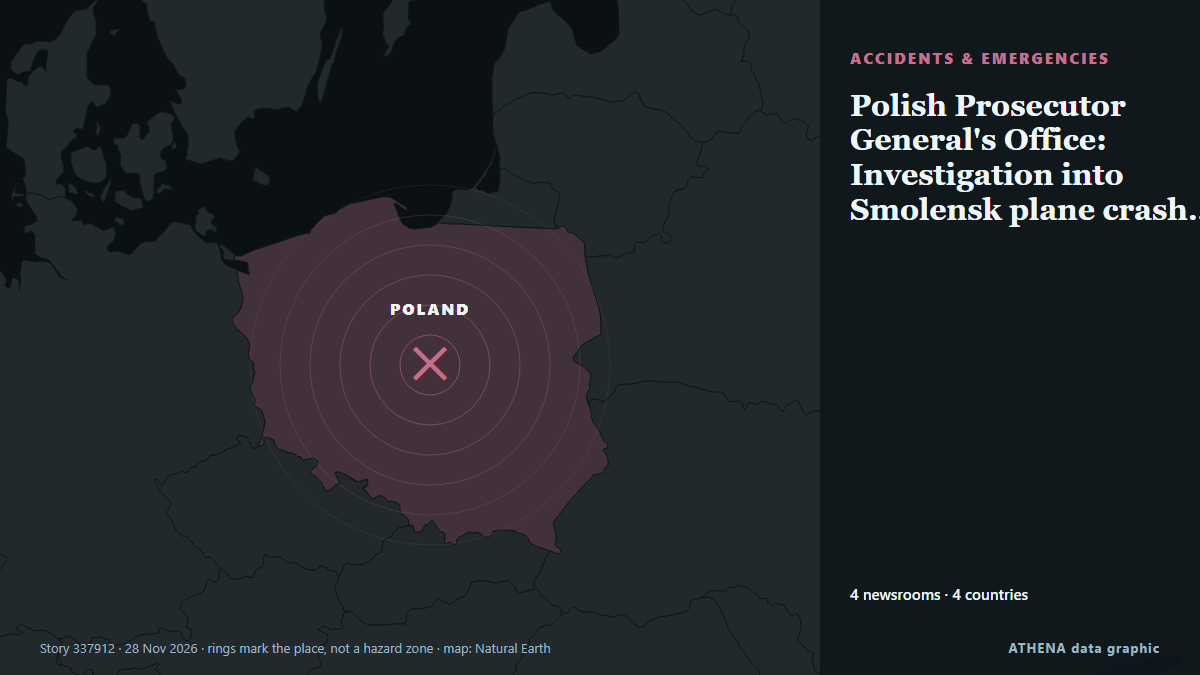 ACCIDENTS & EMERGENCIES
Polish Prosecutor
General's Office:
Investigation into
Smolensk plane crash..
POLAND
4 newsrooms · 4 countries
Story 337912 · 28 Nov 2026 · rings mark the place, not a hazard zone · map: Natural Earth
ATHENA data graphic